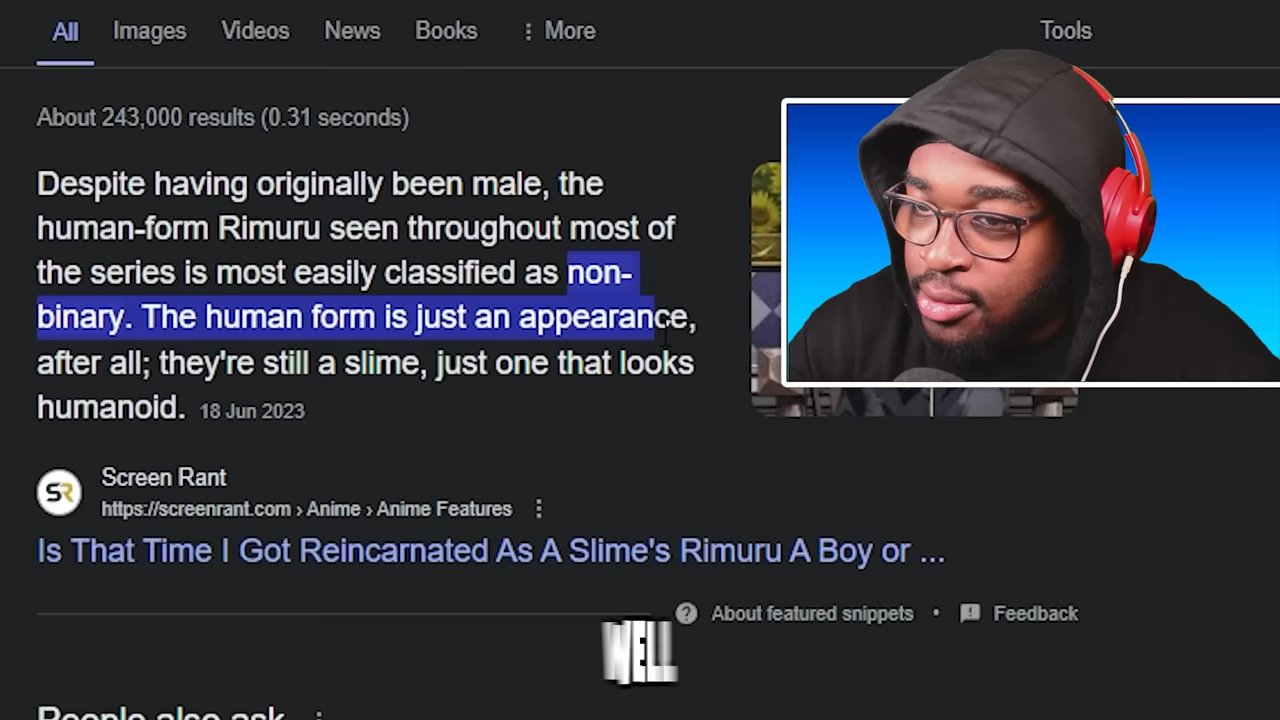 All Images Videos News Books More Tools
About 243,000 results (0.31 seconds)
Despite having originally been male, the
human-form Rimuru seen throughout most of
the series is most easily classified as non-
binary. The human form is just an appearance,
after all; they're still a slime, just one that looks
humanoid. 18 Jun 2023
SR
Screen Rant
https://screenrant.com › Anime › Anime Features
Is That Time I Got Reincarnated As A Slime's Rimuru A Boy or ...
About featured snippets • Feedback
WELL
People also ask